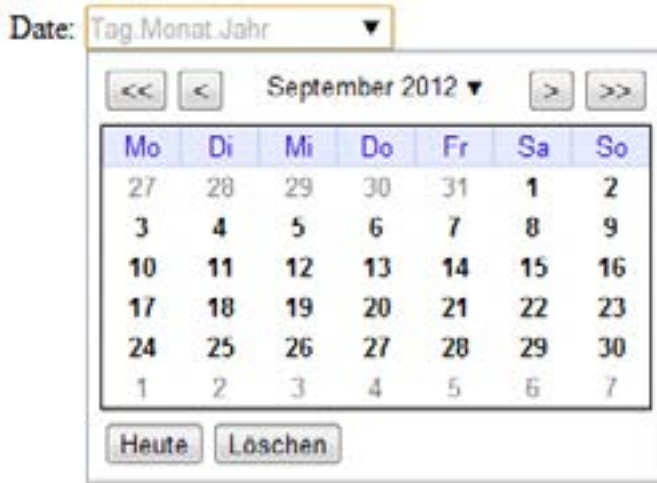 Date: Tag.Monat.Jahr ▼
<< < September 2012 ▼ > >>
Mo Di Mi Do Fr Sa So
27 28 29 30 31 1 2
3 4 5 6 7 8 9
10 11 12 13 14 15 16
17 18 19 20 21 22 23
24 25 26 27 28 29 30
1 2 3 4 5 6 7
Heute Löschen